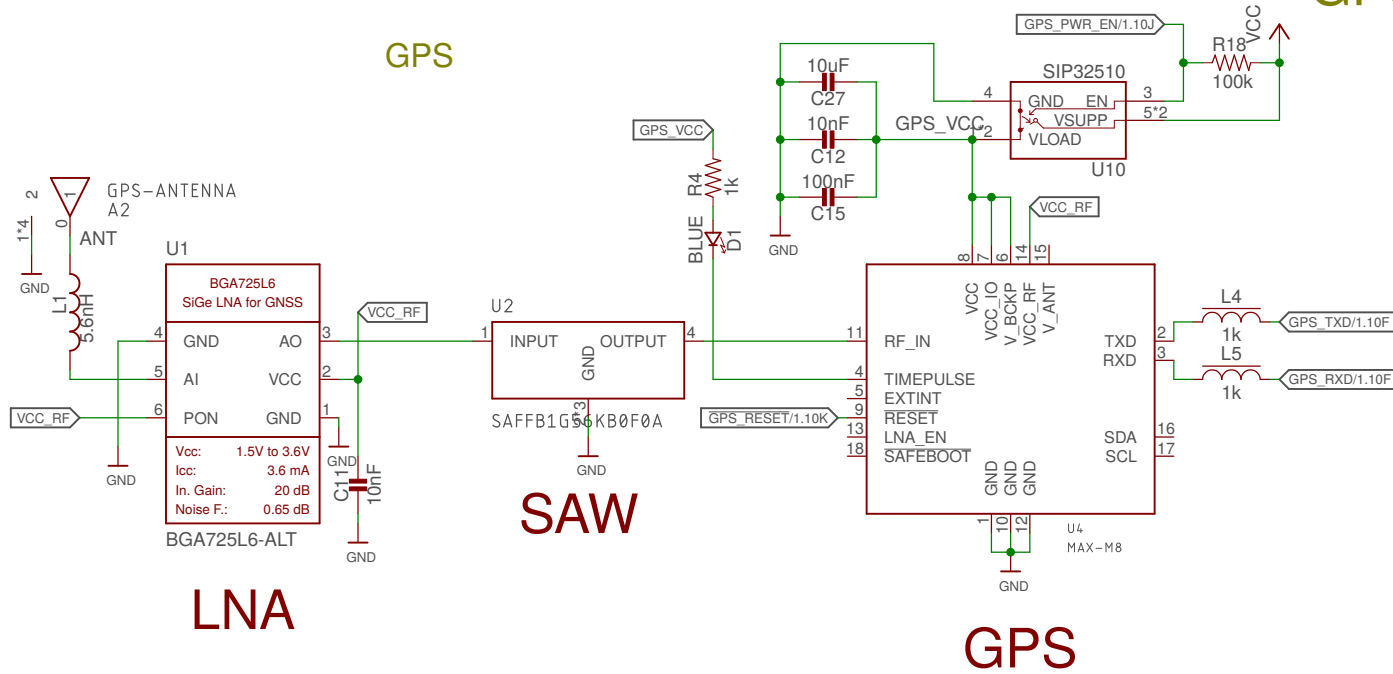 GPS
GPS_PWR_EN/1.10J
VCC
R18
100k
10uF
C27
10nF
C12
100nF
C15
GND
SIP32510
4
GND
EN
3
VSUPP
5*2
GPS_VCC
1*2
VLOAD
U10
GPS_VCC
R4
1k
BLUE
D1
VCC_RF
2
1*4
GND
1
0
GPS-ANTENNA
A2
ANT
L1
5.6nH
U1
BGA725L6
SiGe LNA for GNSS
4
GND
AO
3
5
AI
VCC
2
6
PON
GND
1
VCC_RF
VCC_RF
Vcc: 1.5V to 3.6V
Icc: 3.6 mA
In. Gain: 20 dB
Noise F.: 0.65 dB
BGA725L6-ALT
GND
GND
C11
10nF
GND
LNA
U2
1
INPUT
OUTPUT
4
GND
5*3
SAFFB1G56KB0F0A
GND
SAW
8
7
6
14
15
VCC
VCC_IO
V_BCKP
VCC_RF
V_ANT
11
RF_IN
4
TIMEPULSE
5
EXTINT
GPS_RESET/1.10K
9
RESET
13
LNA_EN
18
SAFEBOOT
TXD
2
RXD
3
SDA
16
SCL
17
GND
GND
GND
1
10
12
GND
U4
MAX-M8
L4
1k
GPS_TXD/1.10F
L5
1k
GPS_RXD/1.10F
GPS